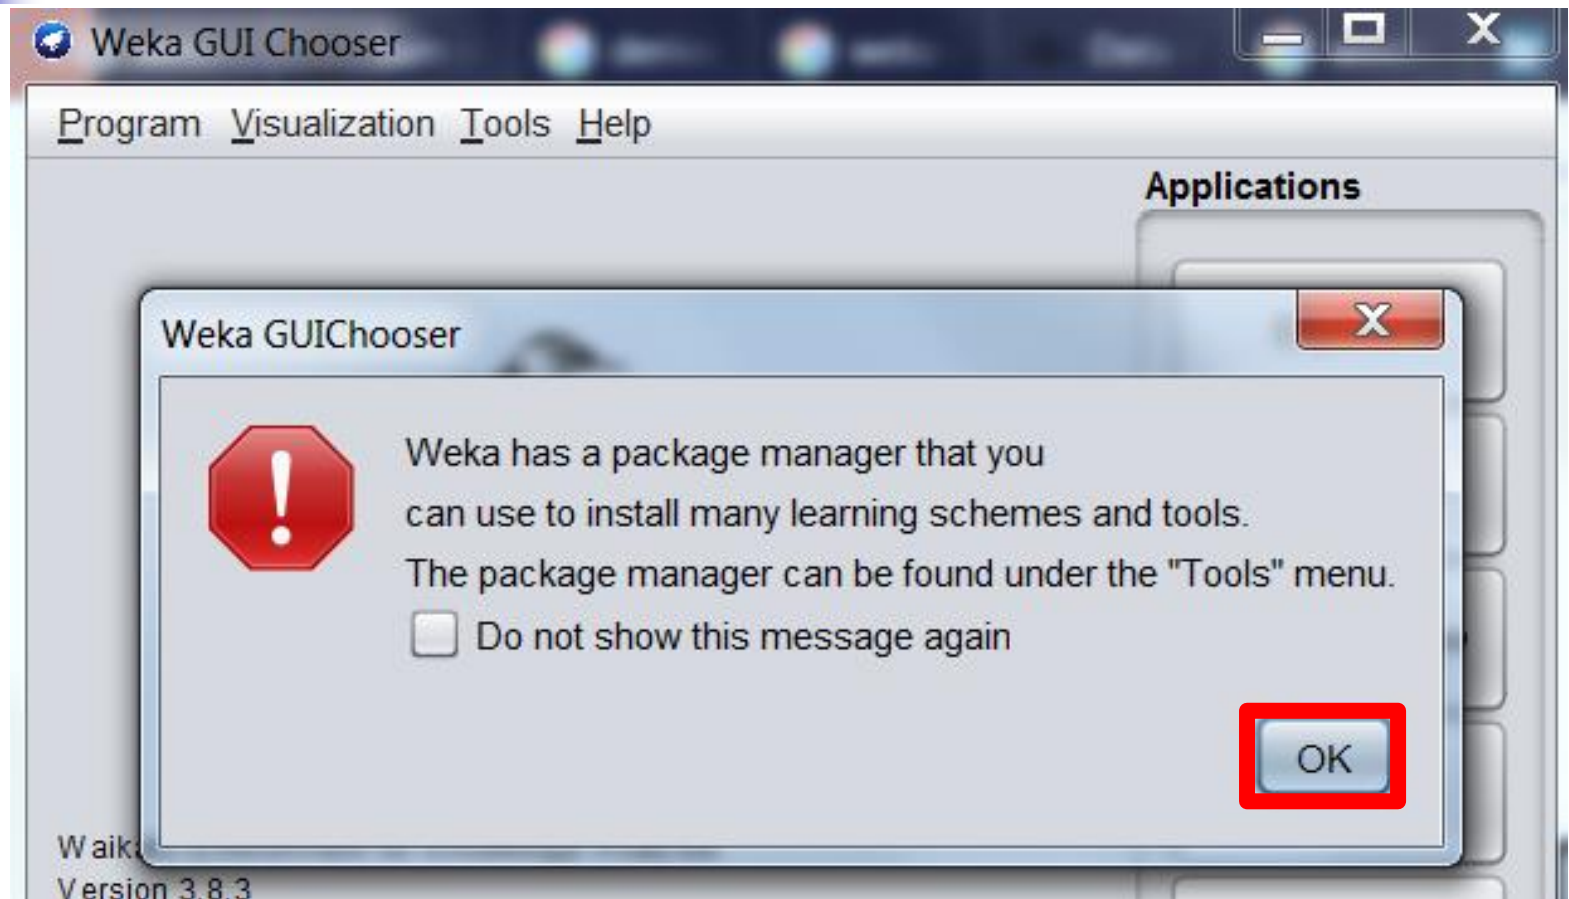 Weka GUI Chooser
Program Visualization Tools Help
Applications
Weka GUIChooser
Weka has a package manager that you
can use to install many learning schemes and tools.
The package manager can be found under the "Tools" menu.
Do not show this message again
OK
Version 3.8.3